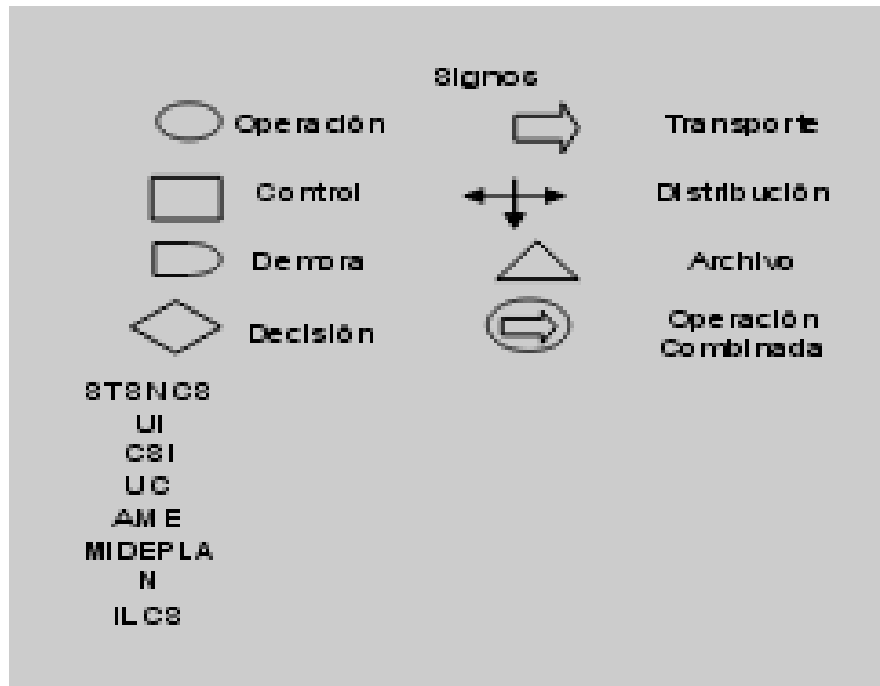 Signos
Operación Transporte
Control Distribución
Demora Archivo
Decisión Operación
Combinada
STSNCS
UI
CSI
UC
AME
MIDEPLA
N
ILCS